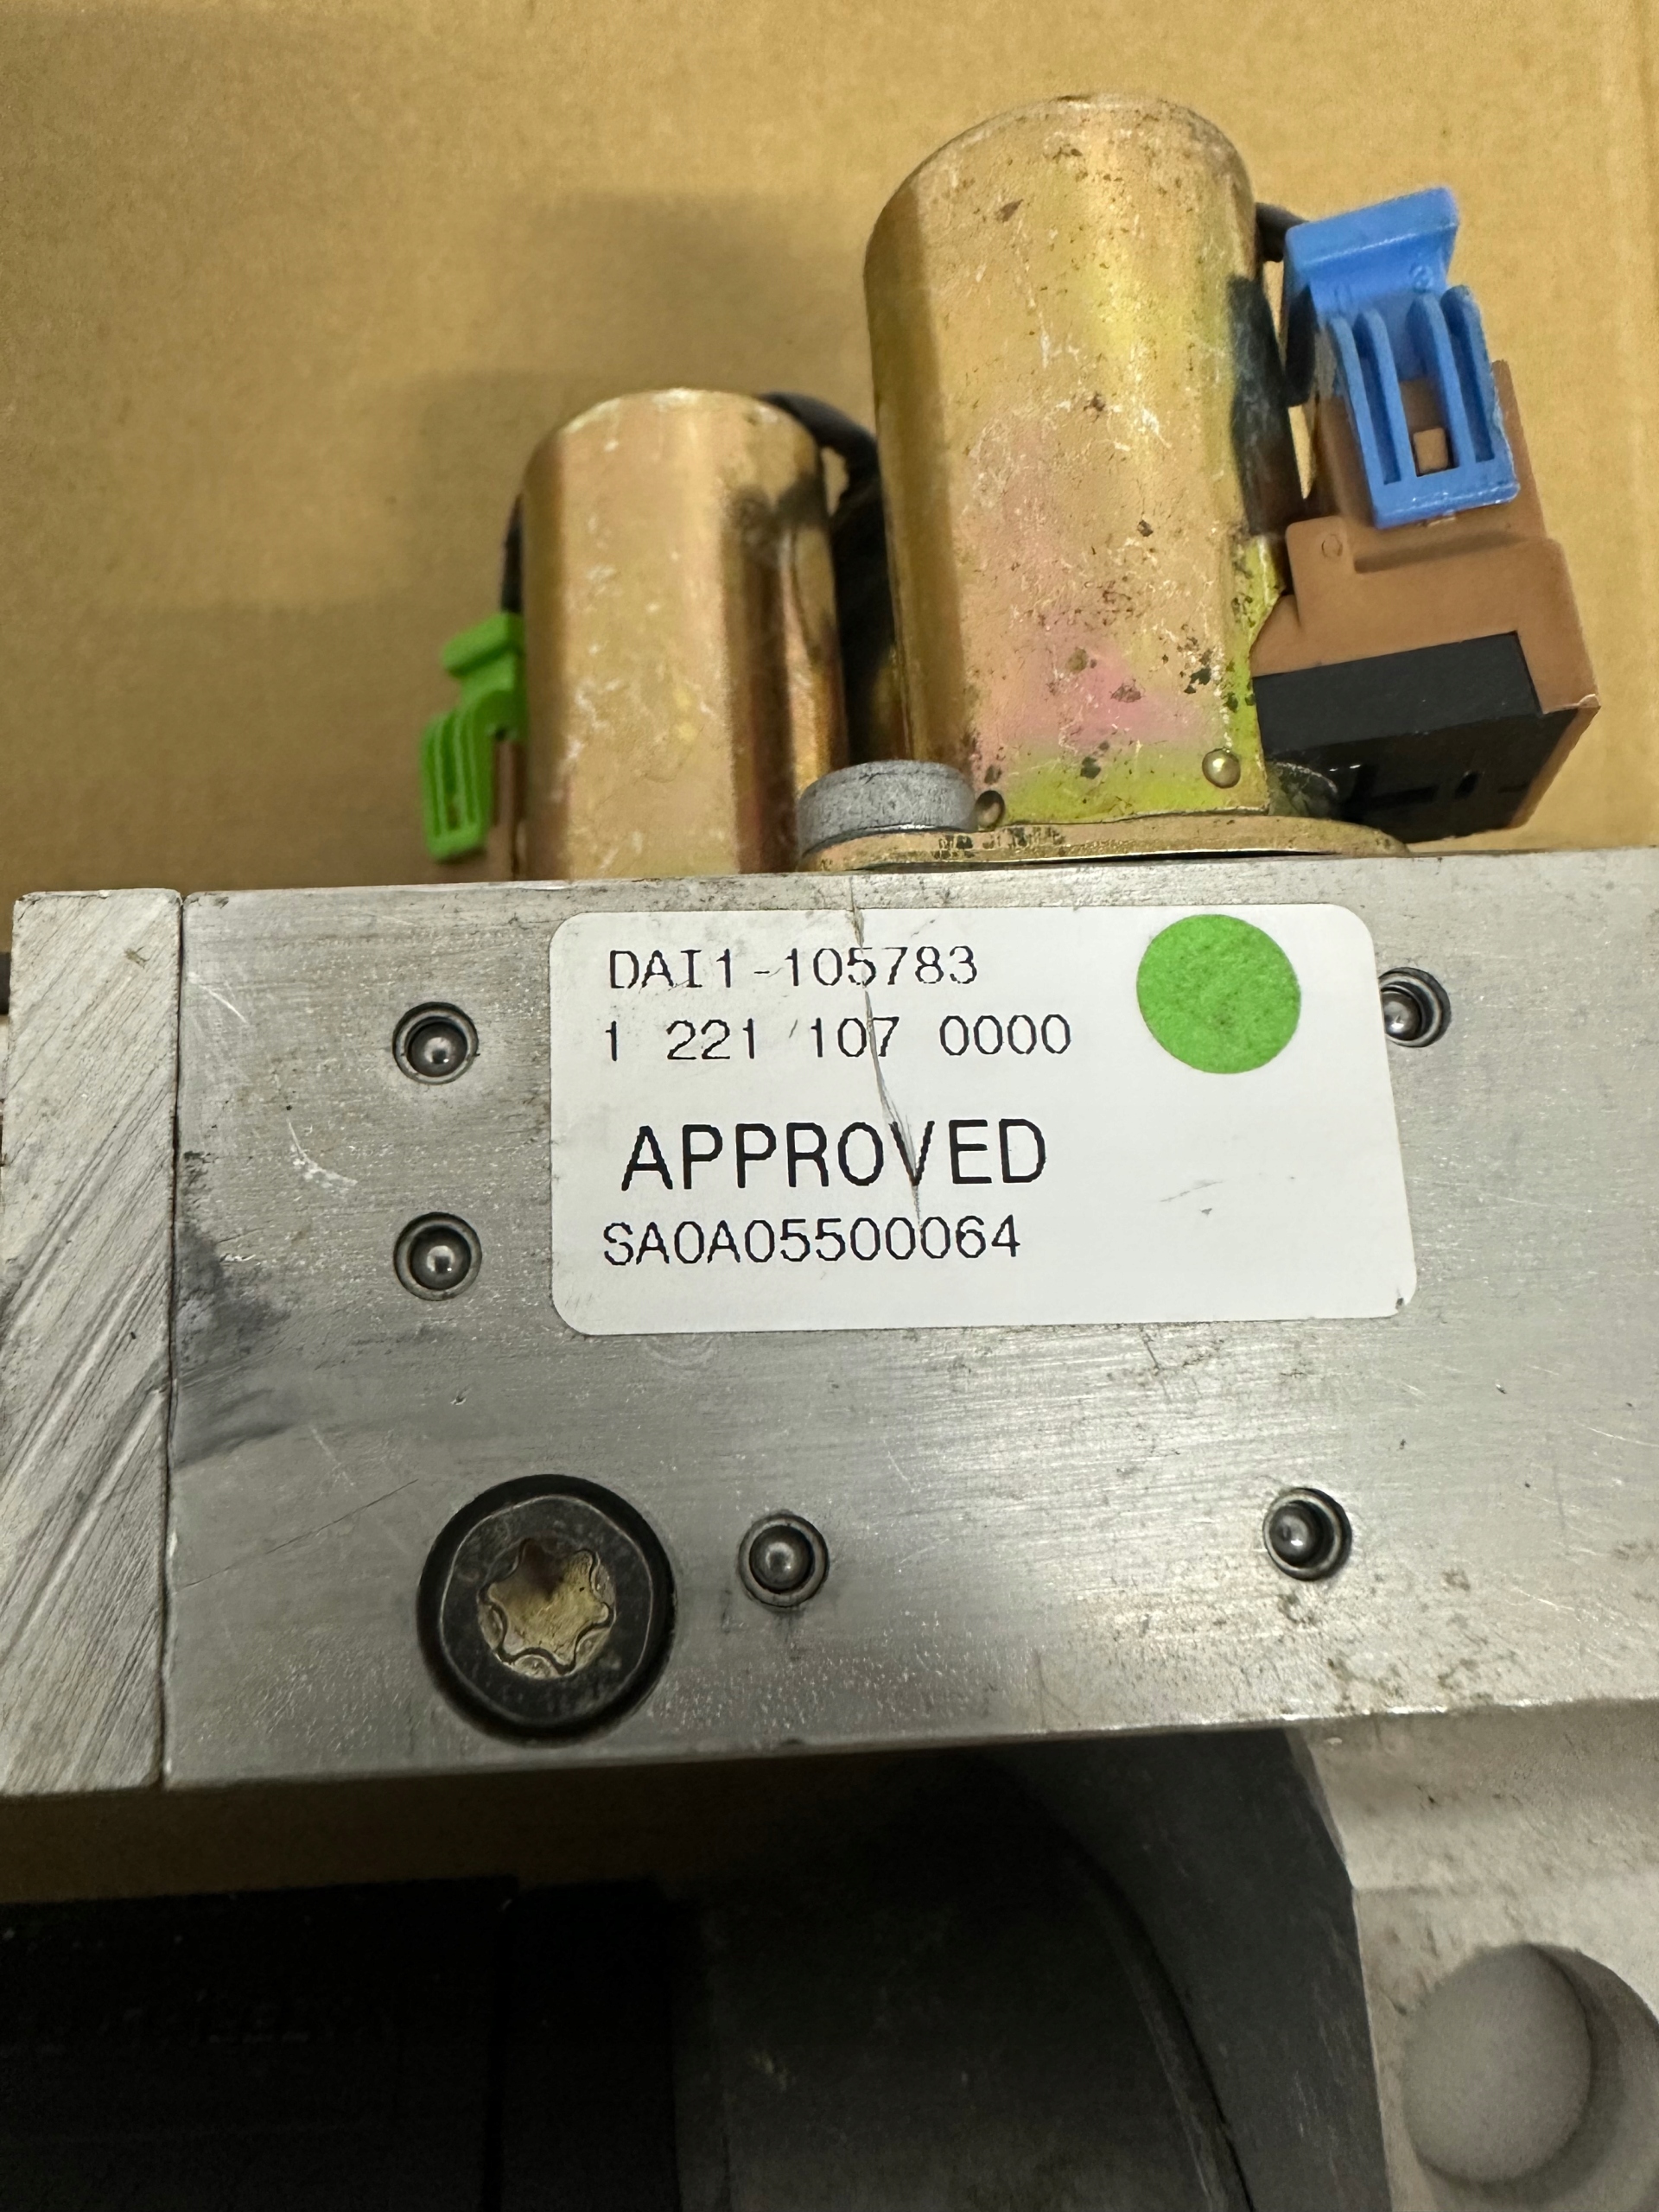 DAI1-105783
1 221 107 0000
APPROVED
SA0A05500064